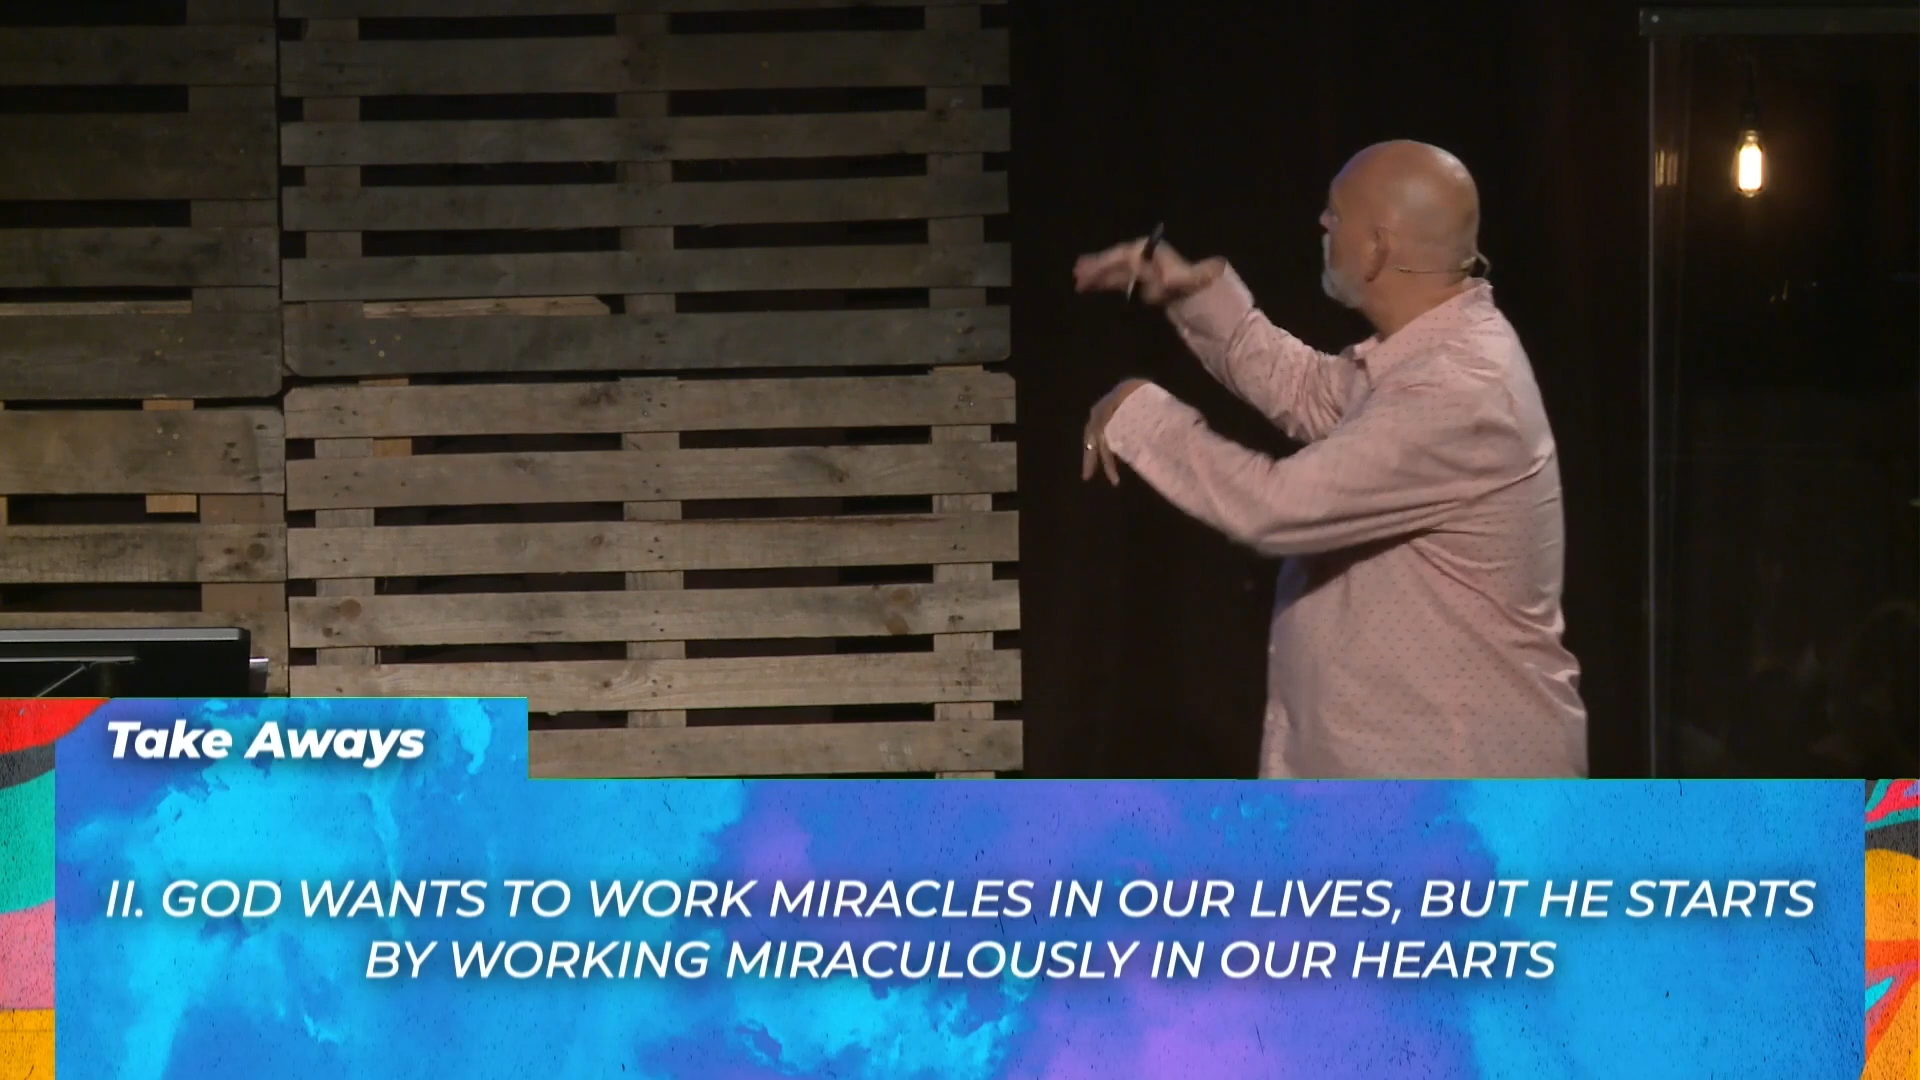 Take Aways
II. GOD WANTS TO WORK MIRACLES IN OUR LIVES, BUT HE STARTS
BY WORKING MIRACULOUSLY IN OUR HEARTS